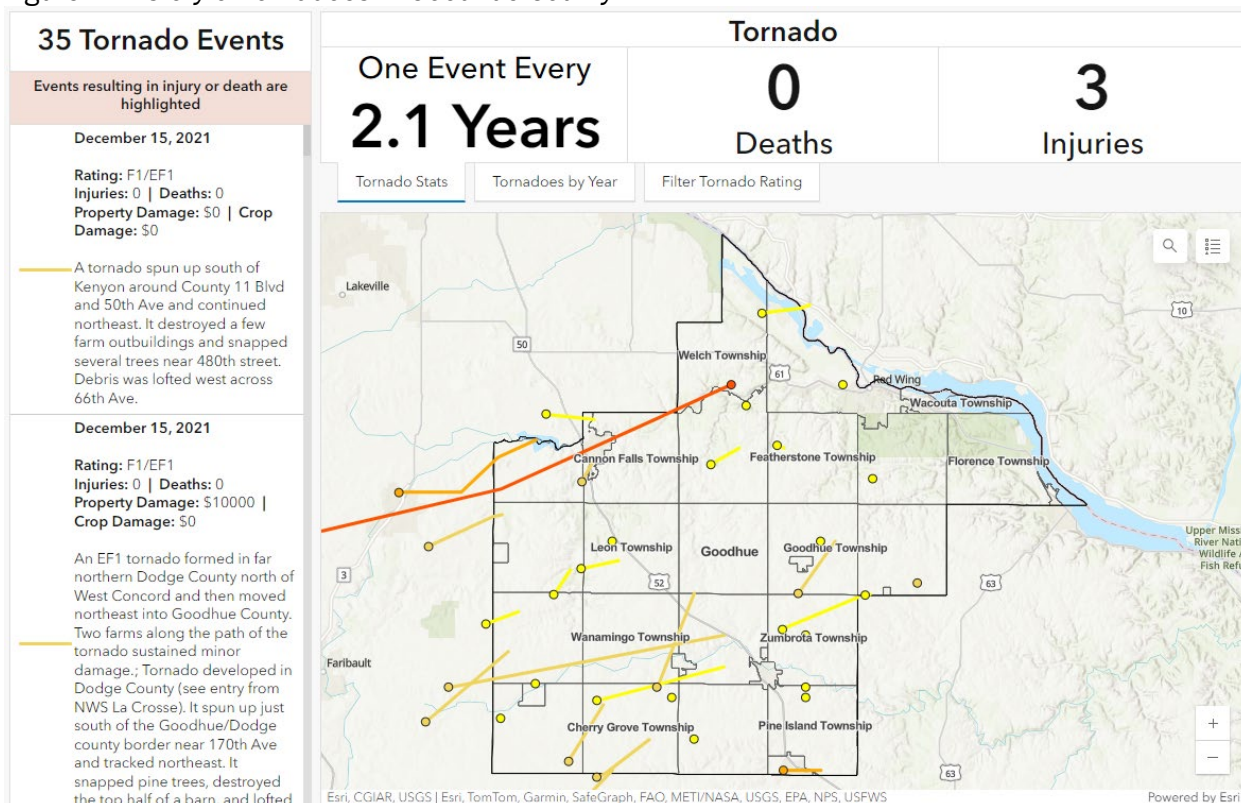 35 Tornado Events
Events resulting in injury or death are
highlighted
December 15, 2021
Rating: F1/EF1
Injuries: 0 | Deaths: 0
Property Damage: $0 | Crop
Damage: $0
A tornado spun up south of
Kenyon around County 11 Blvd
and 50th Ave and continued
northeast. It destroyed a few
farm outbuildings and snapped
several trees near 480th street.
Debris was lofted west across
66th Ave.
December 15, 2021
Rating: F1/EF1
Injuries: 0 | Deaths: 0
Property Damage: $10000 |
Crop Damage: $0
An EF1 tornado formed in far
northern Dodge County north of
West Concord and then moved
northeast into Goodhue County.
Two farms along the path of the
tornado sustained minor
damage.; Tornado developed in
Dodge County (see entry from
NWS La Crosse). It spun up just
south of the Goodhue/Dodge
county border near 170th Ave
and tracked northeast. It
snapped pine trees, destroyed
the top half of a barn, and lofted
Tornado
One Event Every
2.1 Years
0
Deaths
3
Injuries
Tornado Stats
Tornadoes by Year
Filter Tornado Rating
Lakeville
10
50
Welch Township
61
Red Wing
Wacouta Township
Cannon Falls Township
Featherstone Township
Florence Township
Leon Township
Goodhue
Goodhue Township
Upper Miss
River Nati
Wildlife
Fish Refu
3
52
63
Wanamingo Township
Zumbrota Township
Faribault
Cherry Grove Township
Pine Island Township
63
+
−
Esri, CGIAR, USGS | Esri, TomTom, Garmin, SafeGraph, FAO, METI/NASA, USGS, EPA, NPS, USFWS
Powered by Esri